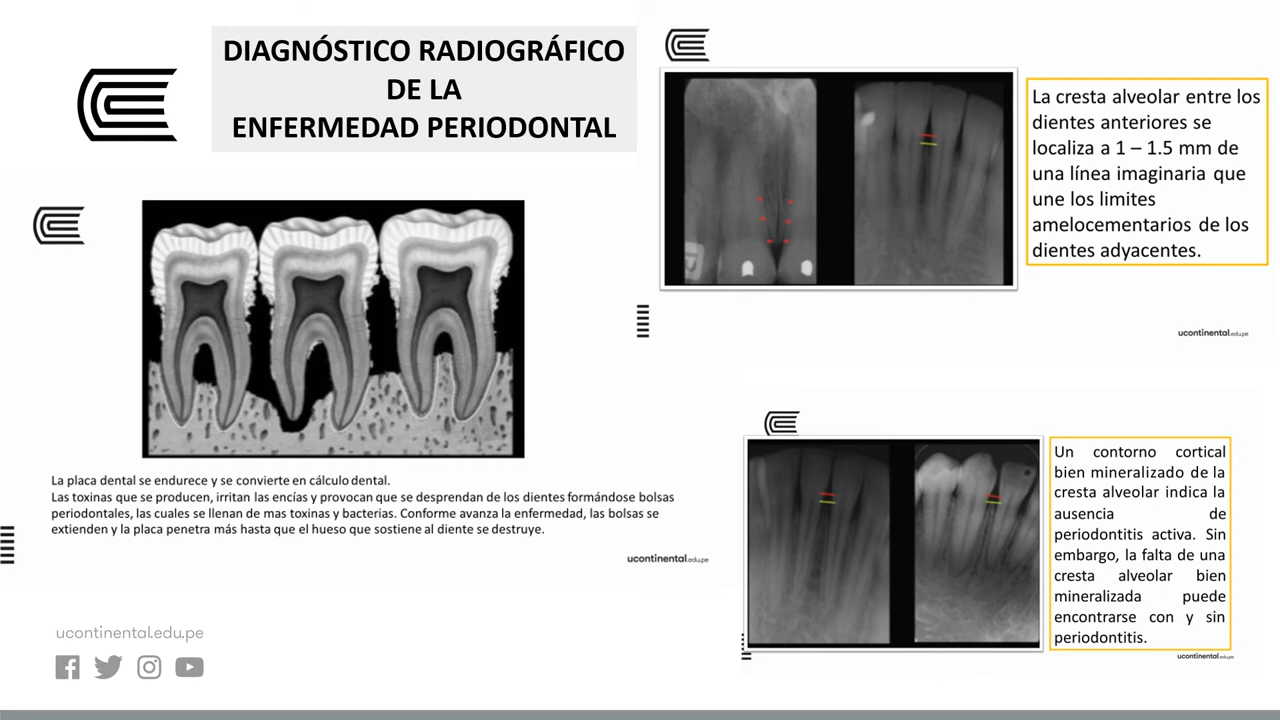 DIAGNÓSTICO RADIOGRÁFICO
DE LA
ENFERMEDAD PERIODONTAL
La placa dental se endurece y se convierte en cálculo dental.
Las toxinas que se producen, irritan las encías y provocan que se desprendan de los dientes formándose bolsas
periodontales, las cuales se llenan de mas toxinas y bacterias. Conforme avanza la enfermedad, las bolsas se
extienden y la placa penetra más hasta que el hueso que sostiene al diente se destruye.
ucontinental.edu.pe
ucontinental.edu.pe
La cresta alveolar entre los
dientes anteriores se
localiza a 1 – 1.5 mm de
una línea imaginaria que
une los limites
amelocementarios de los
dientes adyacentes.
ucontinental.edu.pe
Un contorno cortical
bien mineralizado de la
cresta alveolar indica la
ausencia de
periodontitis activa. Sin
embargo, la falta de una
cresta alveolar bien
mineralizada puede
encontrarse con y sin
periodontitis.
ucontinental.edu.pe